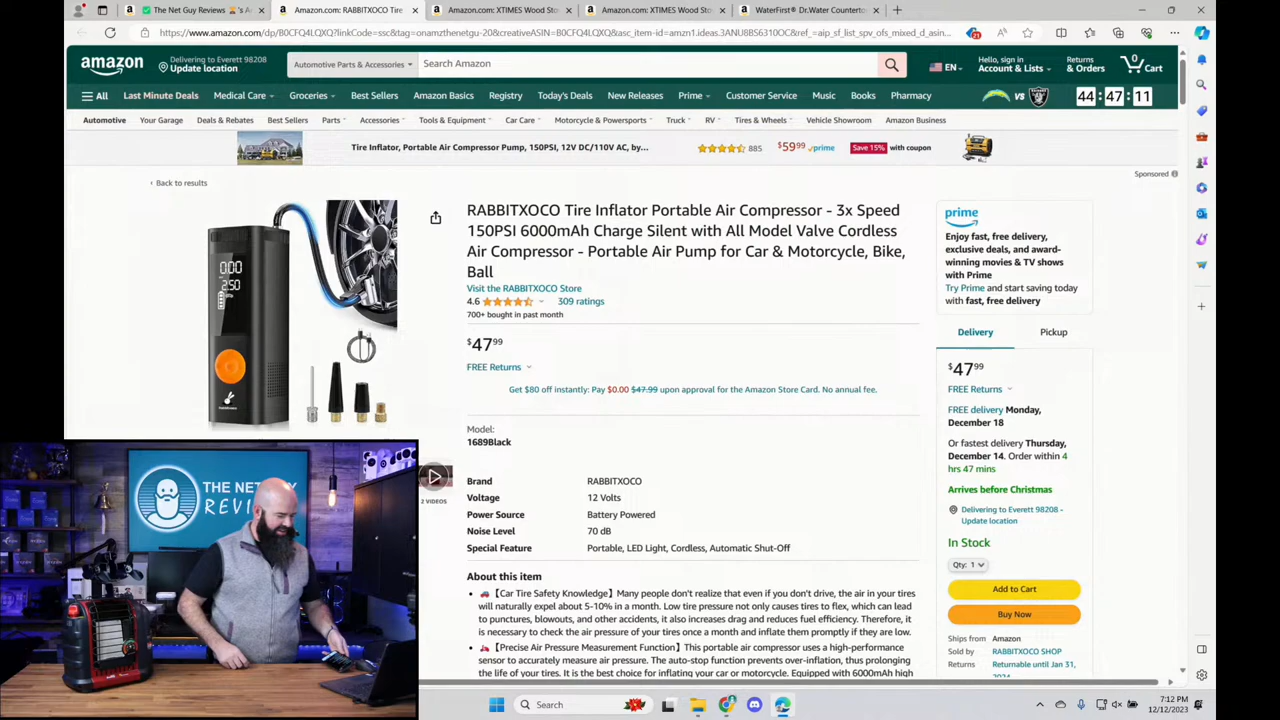 The Net Guy Reviews
's A
Amazon.com: RABBITXOCO Tire
Amazon.com: XTIMES Wood Sto
Amazon.com: XTIMES Wood Sto
WaterFirst® Dr.Water Counterto
https://www.amazon.com/dp/B0CFQ4LQXQ?linkCode=ssc&tag=onamzthenetgu-20&creativeASIN=B0CFQ4LQXQ&asc_item-id=amzn1.ideas.3ANU8BS6310OC&ref_=aip_sf_list_spv_ofs_mixed_d_asin...
21
amazon
Delivering to Everett 98208
Update location
Automotive Parts & Accessories
Search Amazon
EN
Hello, sign in
Account & Lists
Returns
& Orders
0
Cart
All
Last Minute Deals
Medical Care
Groceries
Best Sellers
Amazon Basics
Registry
Today's Deals
New Releases
Prime
Customer Service
Music
Books
Pharmacy
VS
44 : 47 : 11
Automotive
Your Garage
Deals & Rebates
Best Sellers
Parts
Accessories
Tools & Equipment
Car Care
Motorcycle & Powersports
Truck
RV
Tires & Wheels
Vehicle Showroom
Amazon Business
Tire Inflator, Portable Air Compressor Pump, 150PSI, 12V DC/110V AC, by...
885
$59.99 prime
Save 15% with coupon
Sponsored
‹ Back to results
0.00
2.50
RABBITXOCO Tire Inflator Portable Air Compressor - 3x Speed
150PSI 6000mAh Charge Silent with All Model Valve Cordless
Air Compressor - Portable Air Pump for Car & Motorcycle, Bike,
Ball
Visit the RABBITXOCO Store
4.6
309 ratings
700+ bought in past month
$47.99
FREE Returns
Get $80 off instantly: Pay $0.00 $47.99 upon approval for the Amazon Store Card. No annual fee.
Model:
1689Black
2 VIDEOS
Brand RABBITXOCO
Voltage 12 Volts
Power Source Battery Powered
Noise Level 70 dB
Special Feature Portable, LED Light, Cordless, Automatic Shut-Off
About this item
【Car Tire Safety Knowledge】Many people don't realize that even if you don't drive, the air in your tires
will naturally expel about 5-10% in a month. Low tire pressure not only causes tires to flex, which can lead
to punctures, blowouts, and other accidents, it also increases drag and reduces fuel efficiency. Therefore, it
is necessary to check the air pressure of your tires once a month and inflate them promptly if they are low.
【Precise Air Pressure Measurement Function】This portable air compressor uses a high-performance
sensor to accurately measure air pressure. The auto-stop function prevents over-inflation, thus prolonging
the life of your tires. It is the best choice for inflating your car or motorcycle. Equipped with 6000mAh high
prime
Enjoy fast, free delivery,
exclusive deals, and award-
winning movies & TV shows
with Prime
Try Prime and start saving today
with fast, free delivery
Delivery
Pickup
$47.99
FREE Returns
FREE delivery Monday,
December 18
Or fastest delivery Thursday,
December 14. Order within 4
hrs 47 mins
Arrives before Christmas
Delivering to Everett 98208 -
Update location
In Stock
Qty: 1
Add to Cart
Buy Now
Ships from Amazon
Sold by RABBITXOCO SHOP
Returns Returnable until Jan 31,
2024
THE NET
REVI
Search
7:12 PM
12/12/2023